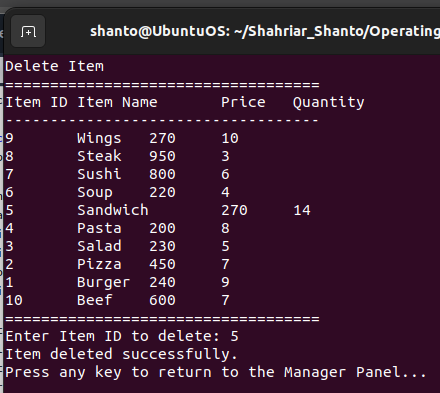 shanto@UbuntuOS: ~/Shahriar_Shanto/Operating
Delete Item
===================================
Item ID Item Name       Price   Quantity
-----------------------------------
9       Wings   270     10
8       Steak   950     3
7       Sushi   800     6
6       Soup    220     4
5       Sandwich        270     14
4       Pasta   200     8
3       Salad   230     5
2       Pizza   450     7
1       Burger  240     9
10      Beef    600     7
===================================
Enter Item ID to delete: 5
Item deleted successfully.
Press any key to return to the Manager Panel...